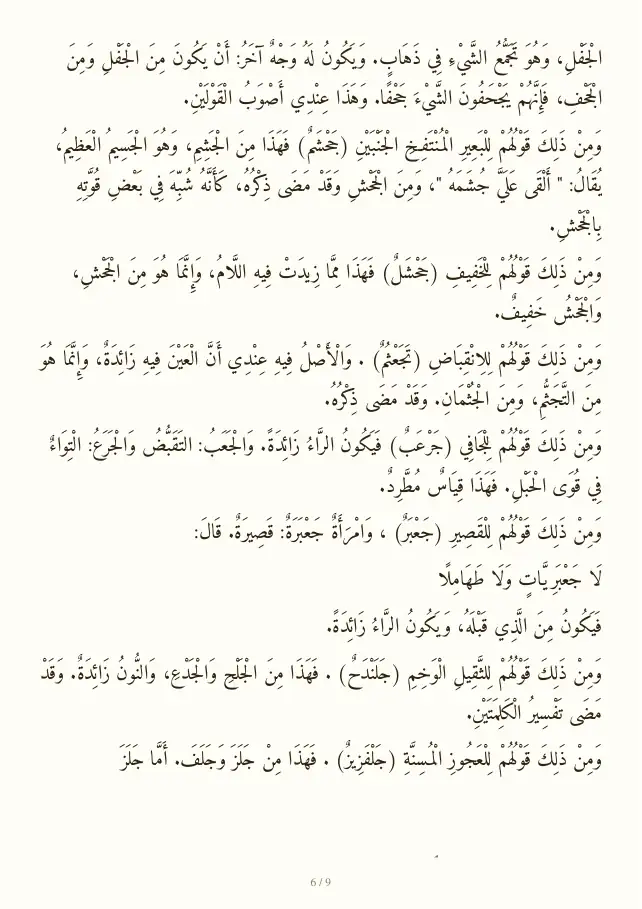 الْجَفْلِ، وَهُوَ تَجَمُّعُ الشَّيْءِ فِي ذَهَابٍ. وَيَكُونُ لَهُ وَجْهٌ آخَرُ: أَنْ يَكُونَ مِنَ الْجَفْلِ وَمِنَ
الْجَحْفِ، فَإِنَّهُمْ يَجْحَفُونَ الشَّيْءَ جَحْفًا. وَهَذَا عِنْدِي أَصْوَبُ الْقَوْلَيْنِ.
وَمِنْ ذَلِكَ قَوْلُهُمْ لِلْبَعِيرِ الْمُنْتَفِخِ الْجَنْبَيْنِ (جَحْشَمٌ) فَهَذَا مِنَ الْجَشِمِ، وَهُوَ الْجَسِيمُ الْعَظِيمُ،
يُقَالُ: " أَلْقَى عَلَيَّ جُشَمَهُ "، وَمِنَ الْجَحْشِ وَقَدْ مَضَى ذِكْرُهُ، كَأَنَّهُ شُبِّهَ فِي بَعْضِ قُوَّتِهِ
بِالْجَحْشِ.
وَمِنْ ذَلِكَ قَوْلُهُمْ لِلْخَفِيفِ (جَحْشَلٌ) فَهَذَا مِمَّا زِيدَتْ فِيهِ اللَّامُ، وَإِنَّمَا هُوَ مِنَ الْجَحْشِ،
وَالْجَحْشُ خَفِيفٌ.
وَمِنْ ذَلِكَ قَوْلُهُمْ لِلِانْقِبَاضِ (تَجَعْثُمٌ) . وَالْأَصْلُ فِيهِ عِنْدِي أَنَّ الْعَيْنَ فِيهِ زَائِدَةٌ، وَإِنَّمَا هُوَ
مِنَ التَّجَثُّمِ، وَمِنَ الْجُثْمَانِ. وَقَدْ مَضَى ذِكْرُهُ.
وَمِنْ ذَلِكَ قَوْلُهُمْ لِلْجَافِي (جَرْعَبٌ) فَيَكُونُ الرَّاءُ زَائِدَةً. وَالْجَعَبُ: التَقَبُّضُ وَالْجَرَعُ: الْتِوَاءٌ
فِي قُوَى الْحَبْلِ. فَهَذَا قِيَاسٌ مُطَّرِدٌ.
وَمِنْ ذَلِكَ قَوْلُهُمْ لِلْقَصِيرِ (جَعْبَرٌ) ، وَامْرَأَةٌ جَعْبَرَةٌ: قَصِيرَةٌ. قَالَ:
لَا جَعْبَرِيَّاتٍ وَلَا طَهَامِلًا
فَيَكُونُ مِنَ الَّذِي قَبْلَهُ، وَيَكُونُ الرَّاءُ زَائِدَةً.
وَمِنْ ذَلِكَ قَوْلُهُمْ لِلثَّقِيلِ الْوَخِمِ (جَلَنْدَحٌ) . فَهَذَا مِنَ الْجَلْحِ وَالْجَدْعِ، وَالنُّونُ زَائِدَةٌ. وَقَدْ
مَضَى تَفْسِيرُ الْكَلِمَتَيْنِ.
وَمِنْ ذَلِكَ قَوْلُهُمْ لِلْعَجُوزِ الْمُسِنَّةِ (جَلْفَزِيزٌ) . فَهَذَا مِنْ جَلَزَ وَجَلَفَ. أَمَّا جَلَزَ
6 / 9